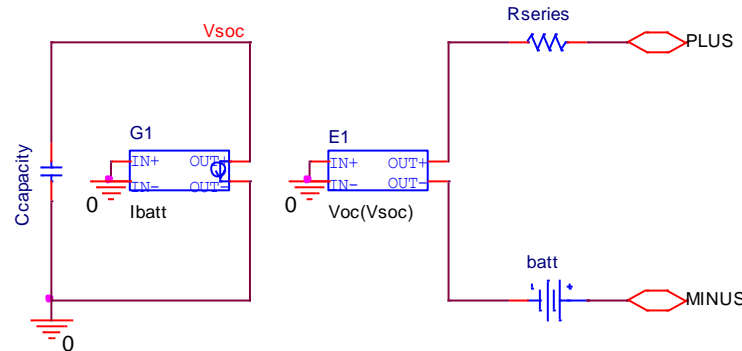 Rseries
Vsoc
PLUS
G1
E1
IN+ OUT+
IN+ OUT+
IN- OUT-
IN- OUT-
Ccapacity
0
Ibatt
0
Voc(Vsoc)
batt
- +
MINUS
0